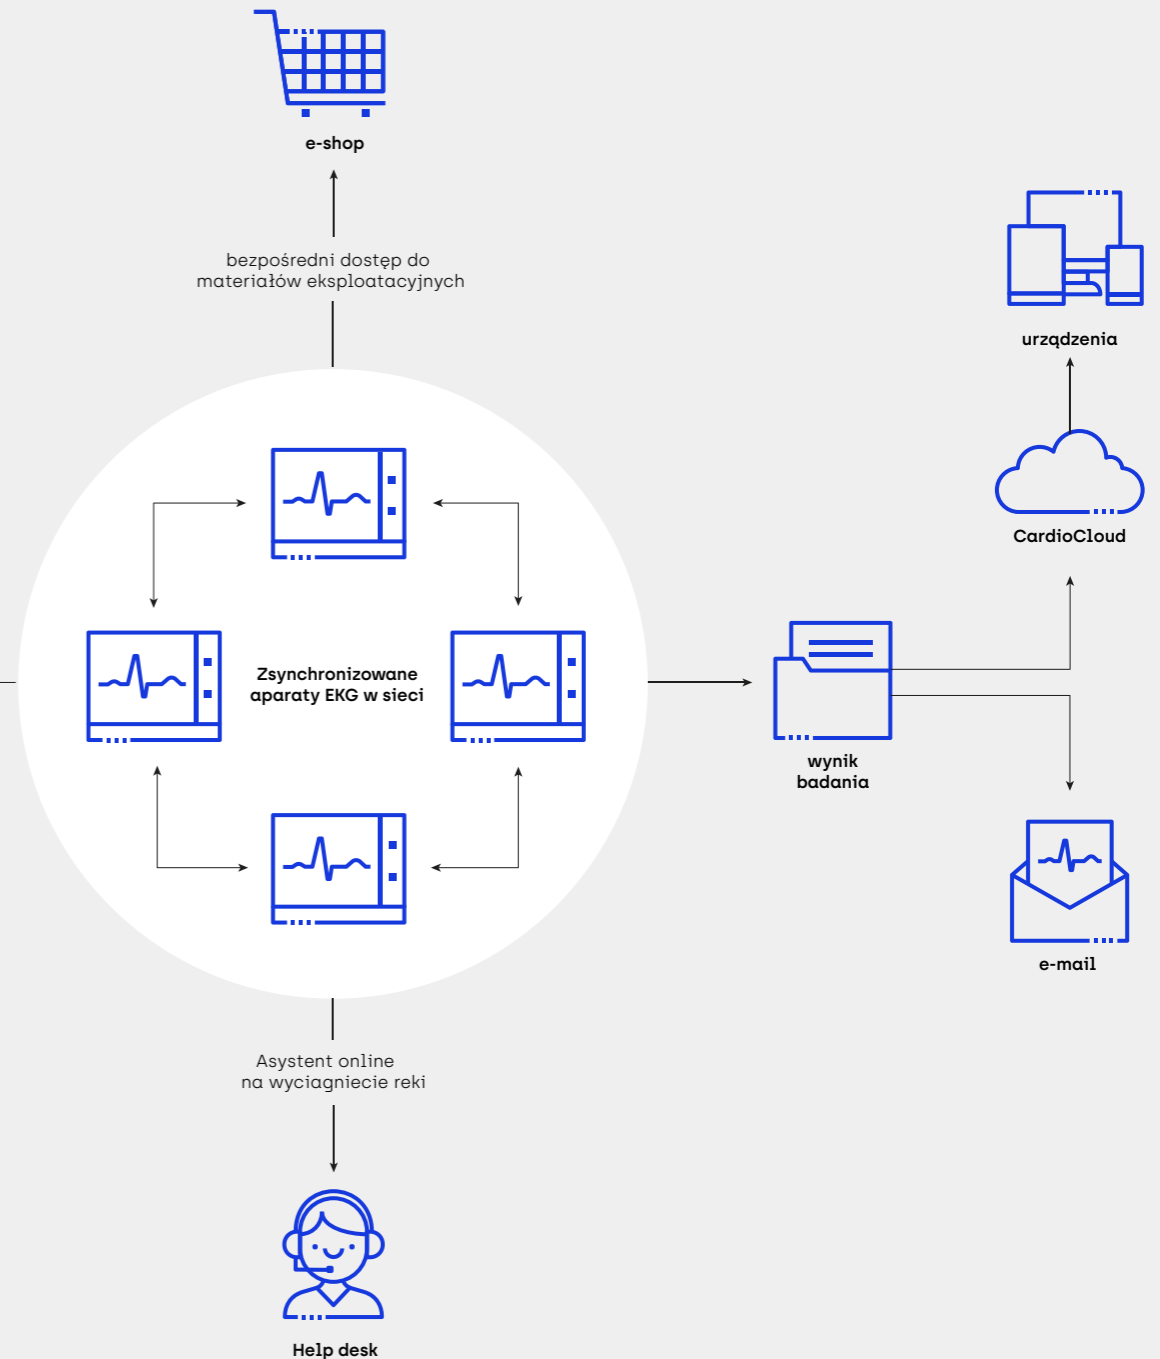 e-shop
bezpośredni dostęp do
materiałów eksploatacyjnych
urządzenia
CardioCloud
Zsynchronizowane
aparaty EKG w sieci
wynik
badania
e-mail
Asystent online
na wyciagniecie reki
Help desk